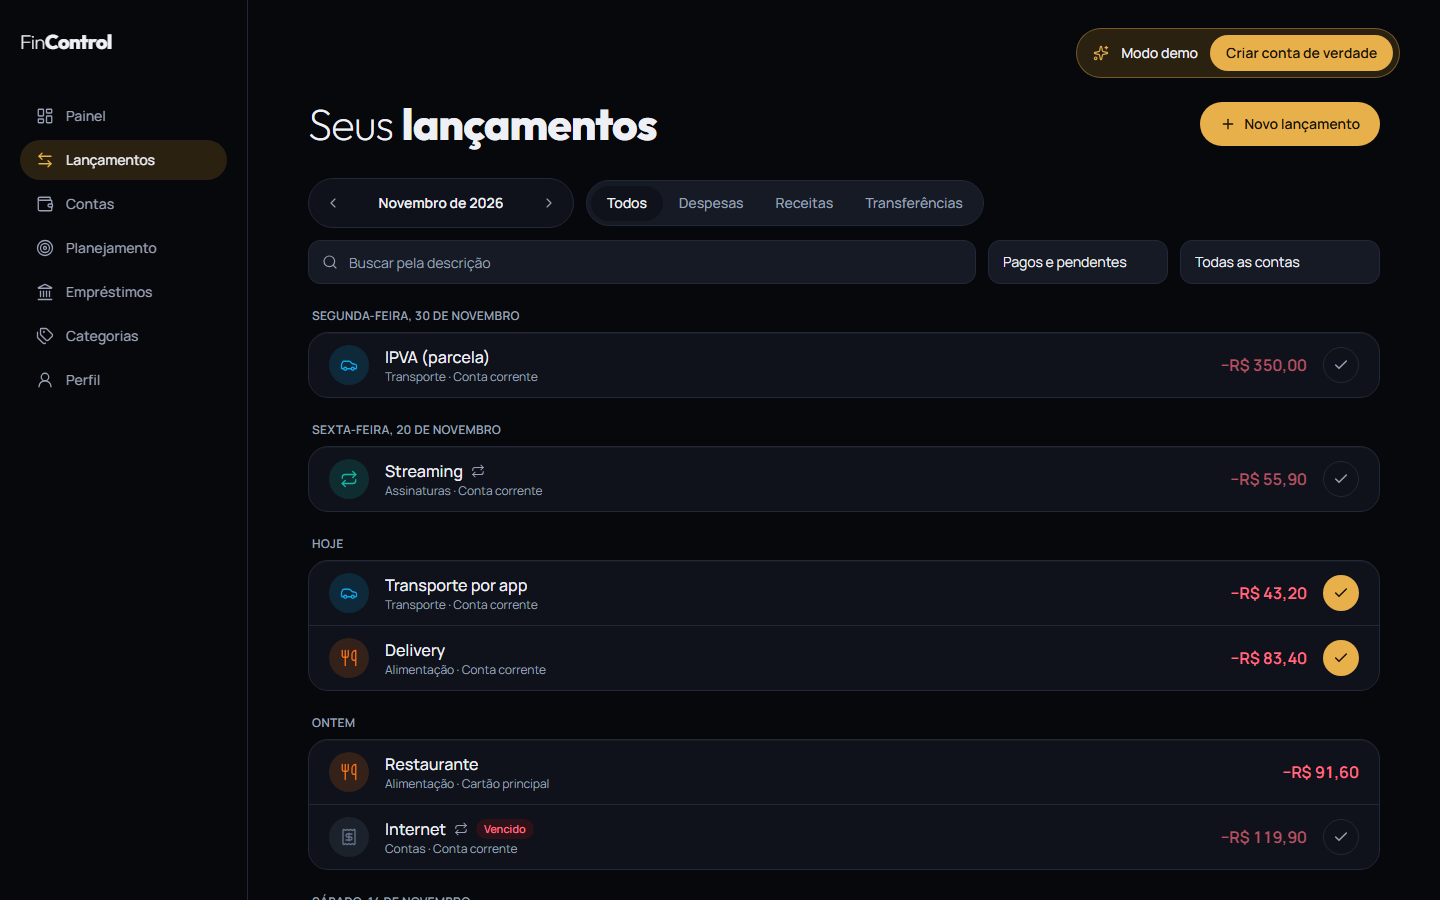 FinControl
Modo demo
Criar conta de verdade
Painel
Lançamentos
Contas
Planejamento
Empréstimos
Categorias
Perfil
Seus lançamentos
Novo lançamento
Novembro de 2026
Todos
Despesas
Receitas
Transferências
Buscar pela descrição
Pagos e pendentes
Todas as contas
SEGUNDA-FEIRA, 30 DE NOVEMBRO
IPVA (parcela)
Transporte · Conta corrente
−R$ 350,00
SEXTA-FEIRA, 20 DE NOVEMBRO
Streaming
Assinaturas · Conta corrente
−R$ 55,90
HOJE
Transporte por app
Transporte · Conta corrente
−R$ 43,20
Delivery
Alimentação · Conta corrente
−R$ 83,40
ONTEM
Restaurante
Alimentação · Cartão principal
−R$ 91,60
Internet
Vencido
Contas · Conta corrente
−R$ 119,90
SÁBADO, 14 DE NOVEMBRO